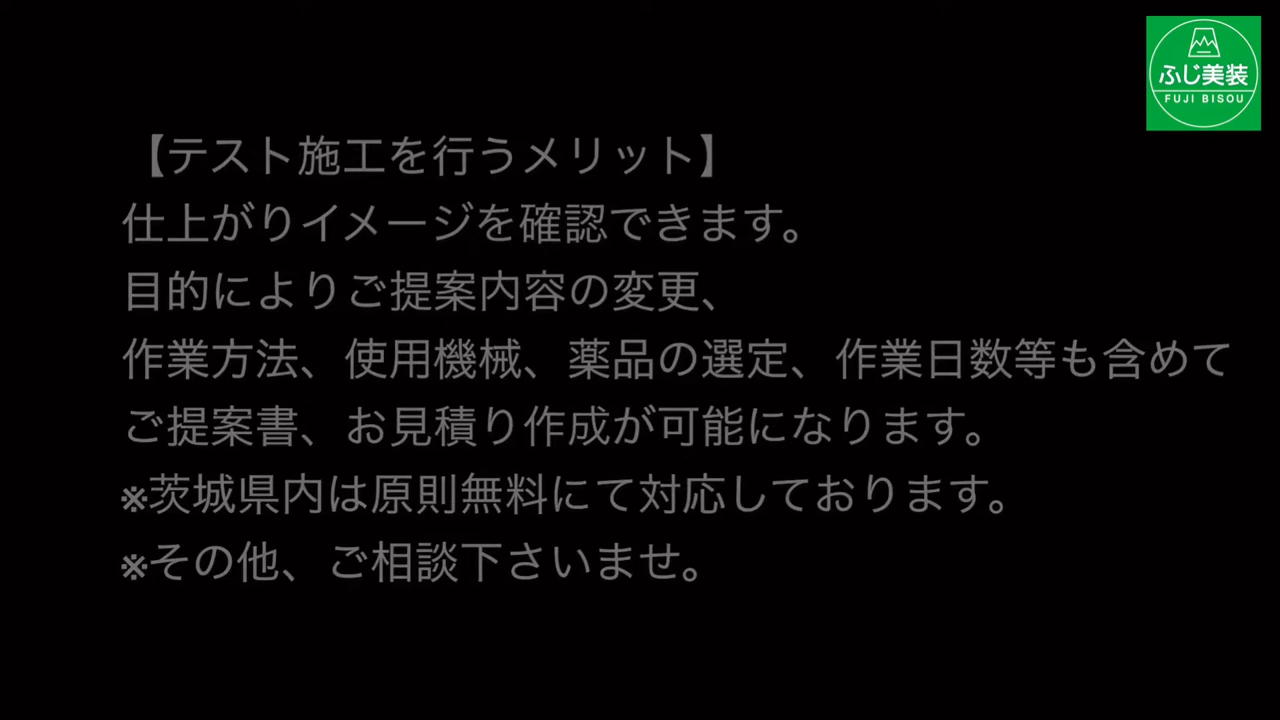 ふじ美装
FUJI BISOU
【テスト施工を行うメリット】
仕上がりイメージを確認できます。
目的によりご提案内容の変更、
作業方法、使用機械、薬品の選定、作業日数等も含めて
ご提案書、お見積り作成が可能になります。
※茨城県内は原則無料にて対応しております。
※その他、ご相談下さいませ。